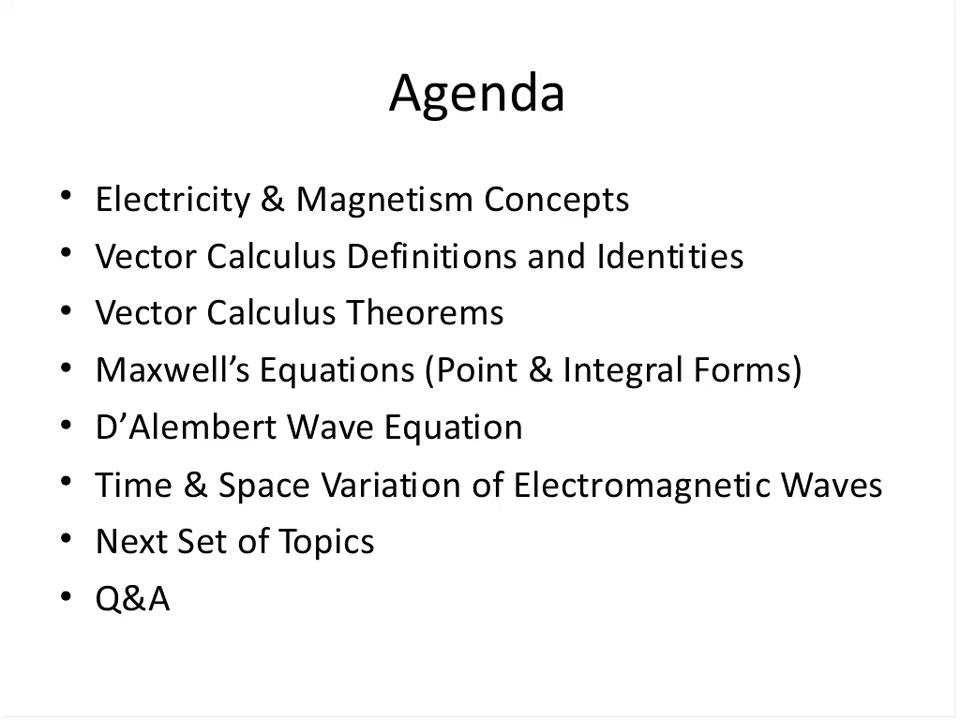 Agenda
• Electricity & Magnetism Concepts
• Vector Calculus Definitions and Identities
• Vector Calculus Theorems
• Maxwell’s Equations (Point & Integral Forms)
• D’Alembert Wave Equation
• Time & Space Variation of Electromagnetic Waves
• Next Set of Topics
• Q&A